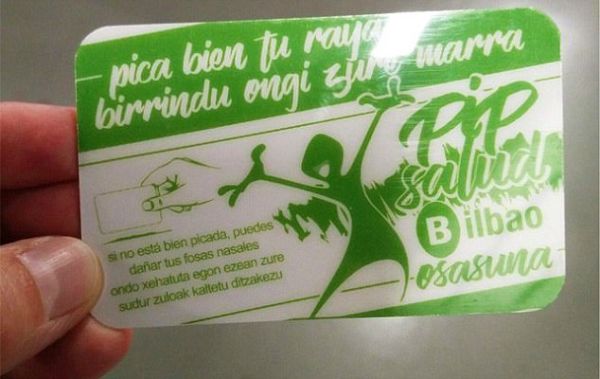 pica bien tu raya
birrindu ongi zure marra
PiP
salud
Bilbao
osasuna
si no está bien picada, puedes
dañar tus fosas nasales
ondo xehatuta egon ezean zure
sudur zuloak kaltetu ditzakezu